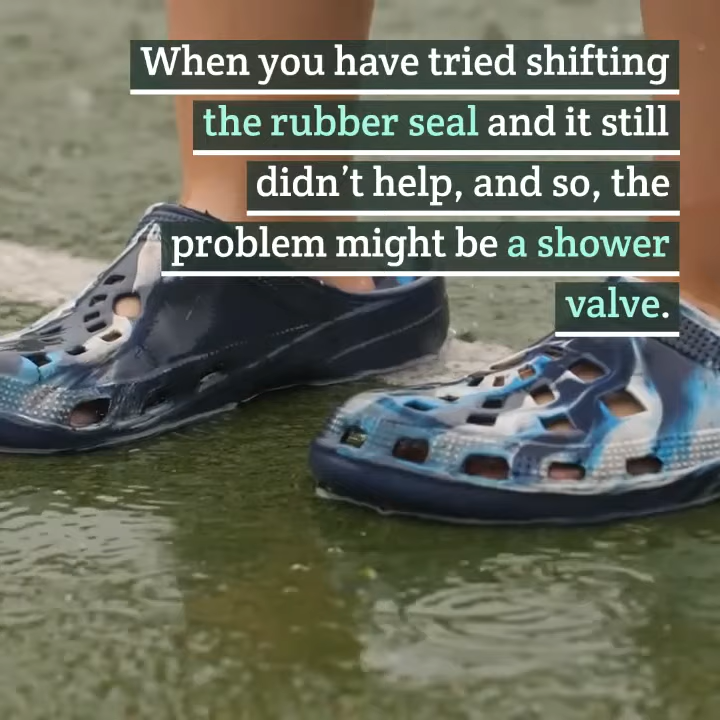 When you have tried shifting
the rubber seal and it still
didn’t help, and so, the
problem might be a shower
valve.